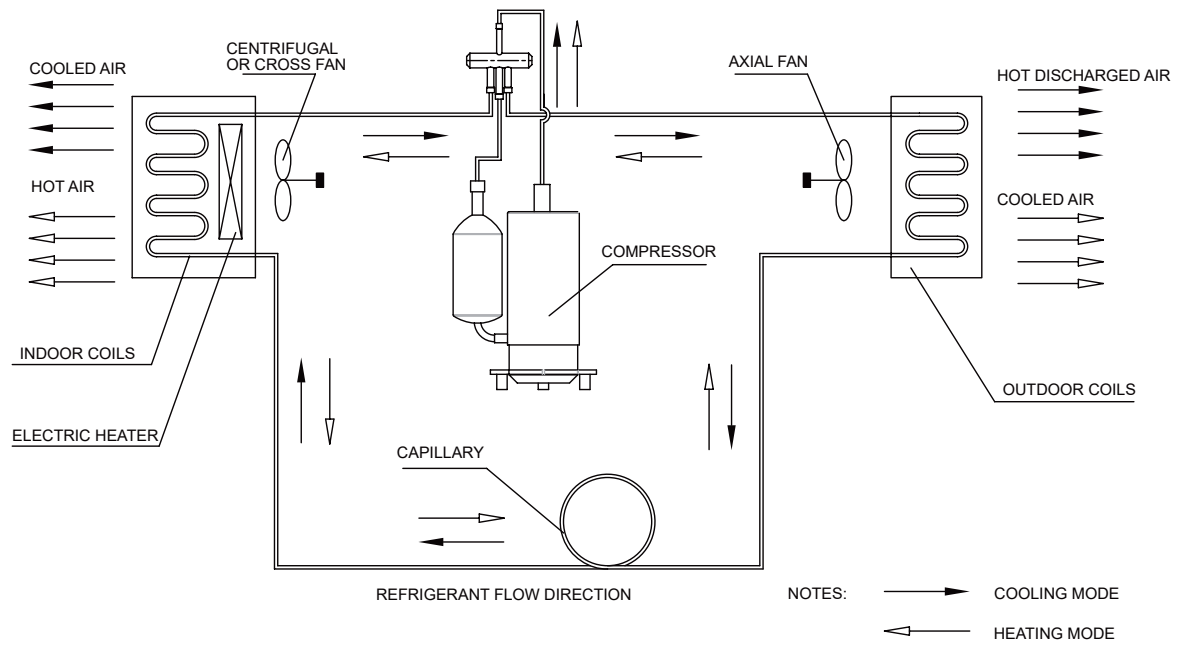 CENTRIFUGAL
OR CROSS FAN
COOLED AIR
AXIAL FAN
HOT DISCHARGED AIR
HOT AIR
COOLED AIR
COMPRESSOR
INDOOR COILS
OUTDOOR COILS
ELECTRIC HEATER
CAPILLARY
REFRIGERANT FLOW DIRECTION
NOTES:
COOLING MODE
HEATING MODE